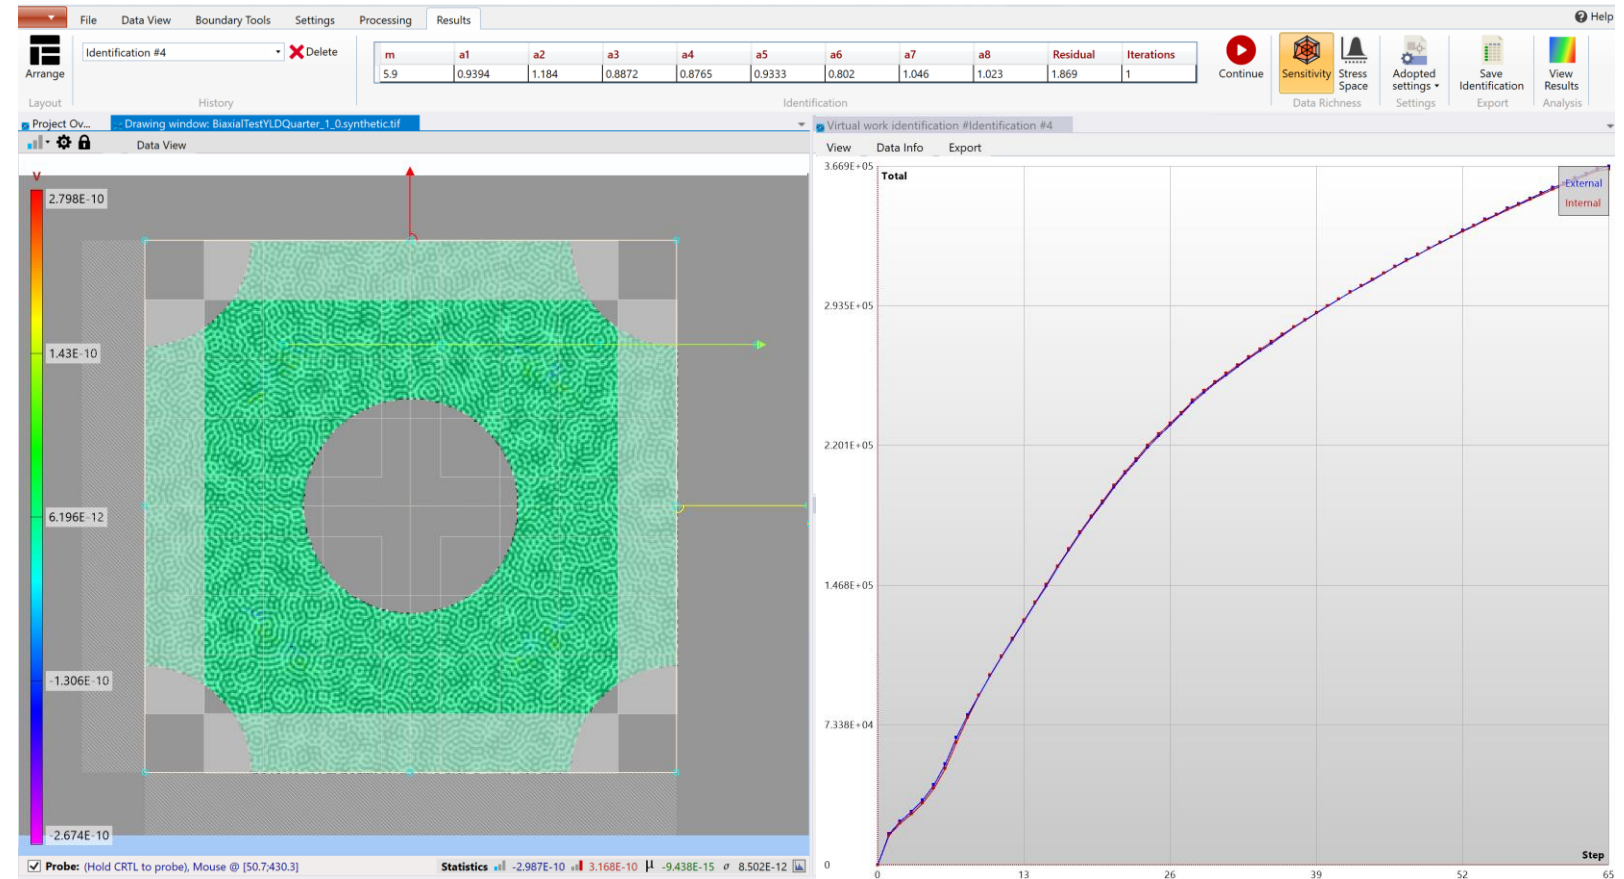 File Data View Boundary Tools Settings Processing Results Help
Arrange
Layout
Identification #4 Delete
History
m a1 a2 a3 a4 a5 a6 a7 a8 Residual Iterations
5.9 0.9394 1.184 0.8872 0.8765 0.9333 0.802 1.046 1.023 1.869 1
Identification
Continue
Sensitivity
Stress
Space
Data Richness
Adopted
settings
Settings
Save
Identification
Export
View
Results
Analysis
Project Ov... Drawing window: BiaxialTestYLDQuarter_1_0.synthetic.tif
Data View
V
2.798E-10
1.43E-10
6.196E-12
-1.306E-10
-2.674E-10
Probe: (Hold CRTL to probe), Mouse @ [50.7;430.3] Statistics -2.987E-10 3.168E-10 μ -9.438E-15 σ 8.502E-12
Virtual work identification #Identification #4
View Data Info Export
3.669E+05
Total
External
Internal
2.935E+05
2.201E+05
1.468E+05
7.338E+04
0
Step
0 13 26 39 52 65